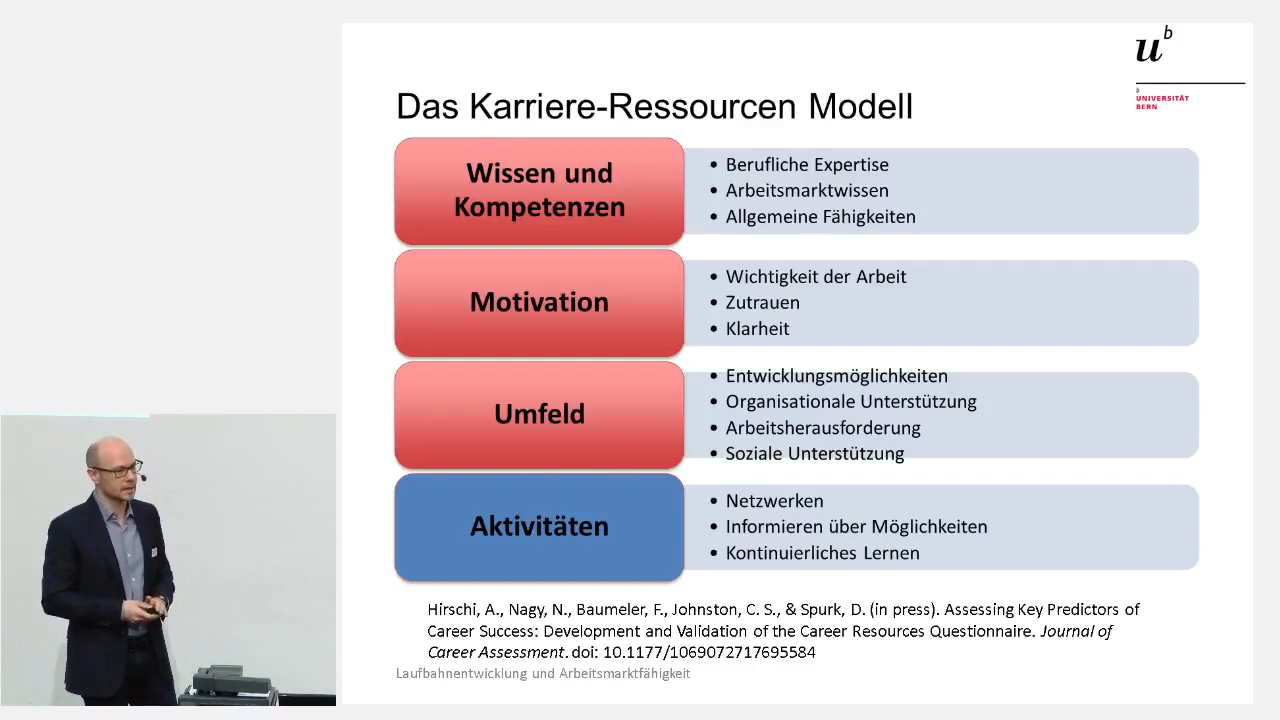 u
b
b
UNIVERSITÄT
BERN
Das Karriere-Ressourcen Modell
Wissen und
Kompetenzen
• Berufliche Expertise
• Arbeitsmarktwissen
• Allgemeine Fähigkeiten
Motivation
• Wichtigkeit der Arbeit
• Zutrauen
• Klarheit
Umfeld
• Entwicklungsmöglichkeiten
• Organisationale Unterstützung
• Arbeitsherausforderung
• Soziale Unterstützung
Aktivitäten
• Netzwerken
• Informieren über Möglichkeiten
• Kontinuierliches Lernen
Hirschi, A., Nagy, N., Baumeler, F., Johnston, C. S., & Spurk, D. (in press). Assessing Key Predictors of
Career Success: Development and Validation of the Career Resources Questionnaire. Journal of
Career Assessment. doi: 10.1177/1069072717695584
Laufbahnentwicklung und Arbeitsmarktfähigkeit